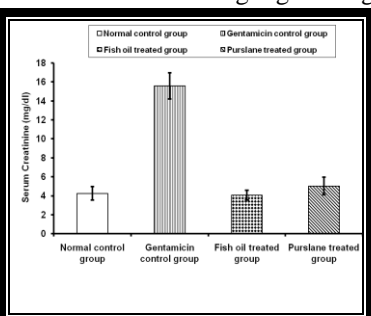 Normal control group
Gentamicin control group
Fish oil treated group
Purslane treated group
Serum Creatinine (mg/dl)
18
16
14
12
10
8
6
4
2
0
Normal control
group
Gentamicin
control group
Fish oil treated
group
Purslane treated
group